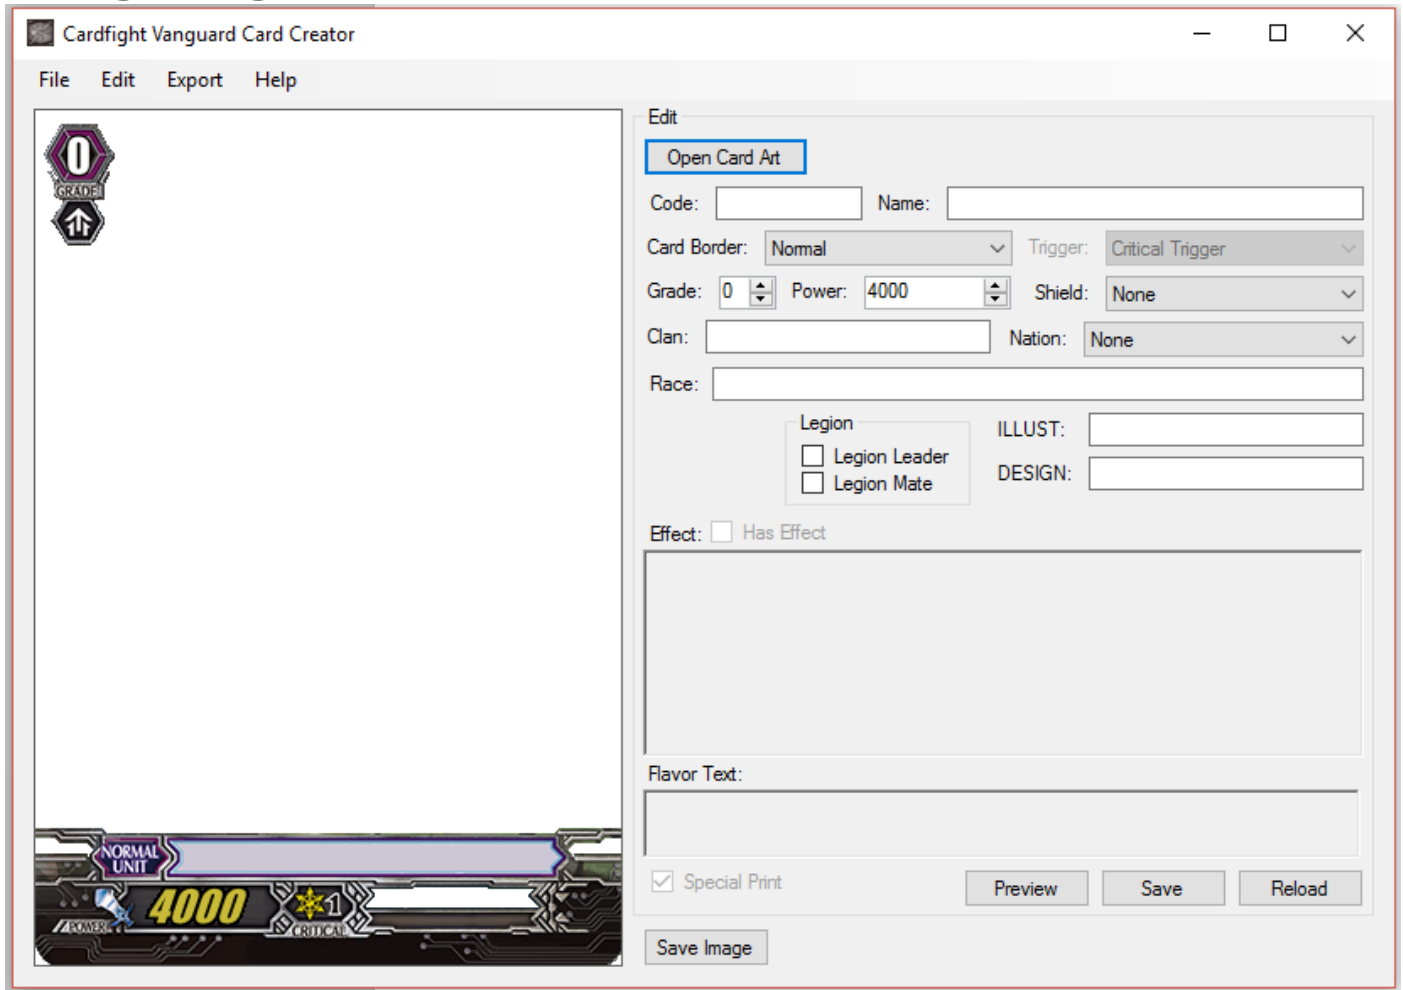 Cardfight Vanguard Card Creator
File Edit Export Help
0
GRADE
NORMAL
UNIT
POWER 4000 1
CRITICAL
Edit
Open Card Art
Code: Name:
Card Border: Normal Trigger: Critical Trigger
Grade: 0 Power: 4000 Shield: None
Clan: Nation: None
Race:
Legion
Legion Leader
Legion Mate
ILLUST:
DESIGN:
Effect: Has Effect
Flavor Text:
Special Print Preview Save Reload
Save Image